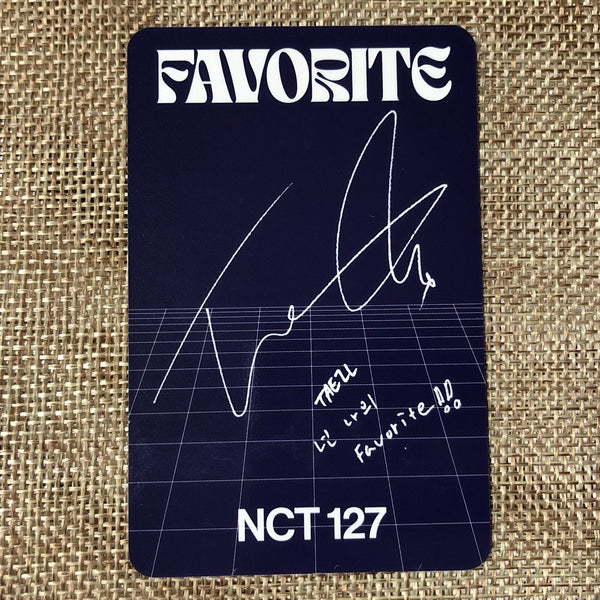 FAVORITE
TAEIL
넌 나의
Favorite!!
NCT 127